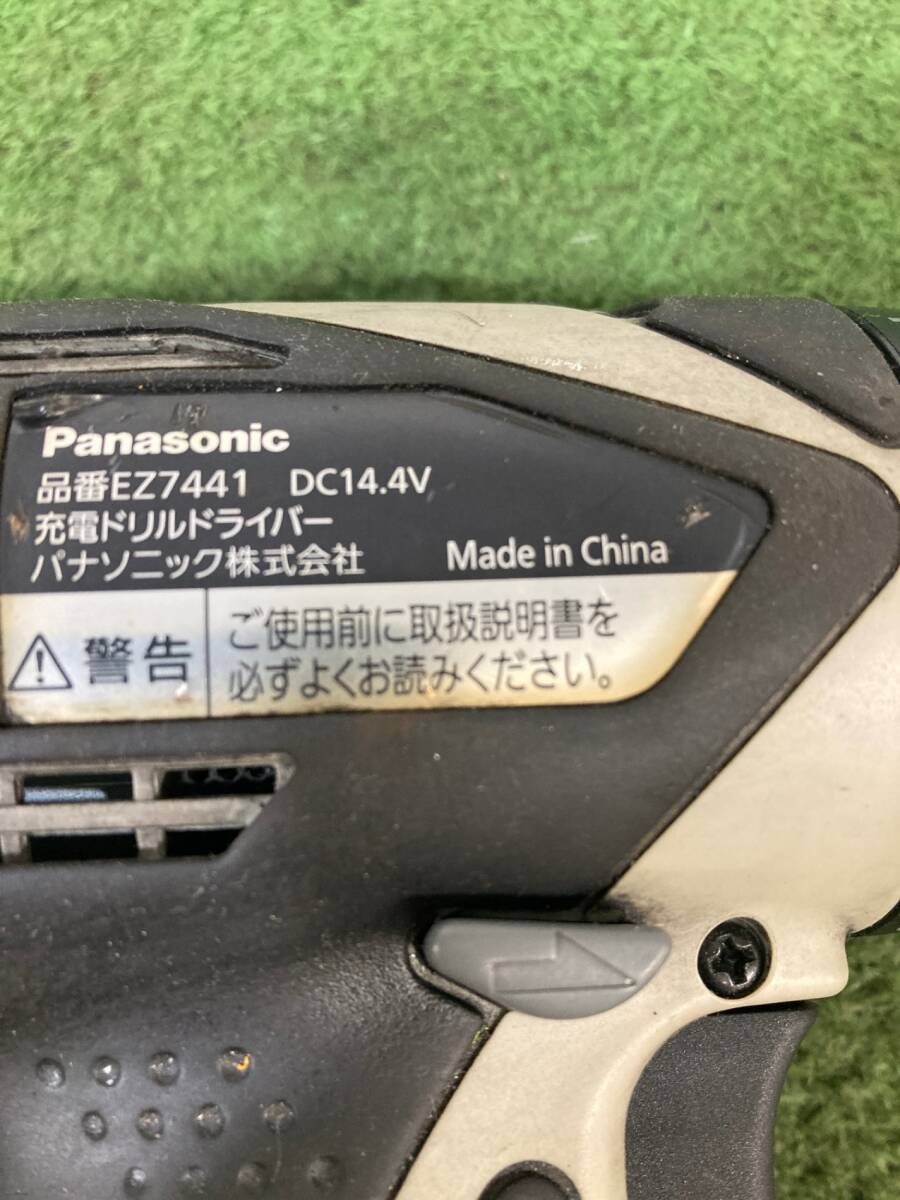 Panasonic
品番EZ7441 DC14.4V
充電ドリルドライバー
パナソニック株式会社 Made in China
警告
ご使用前に取扱説明書を
必ずよくお読みください。